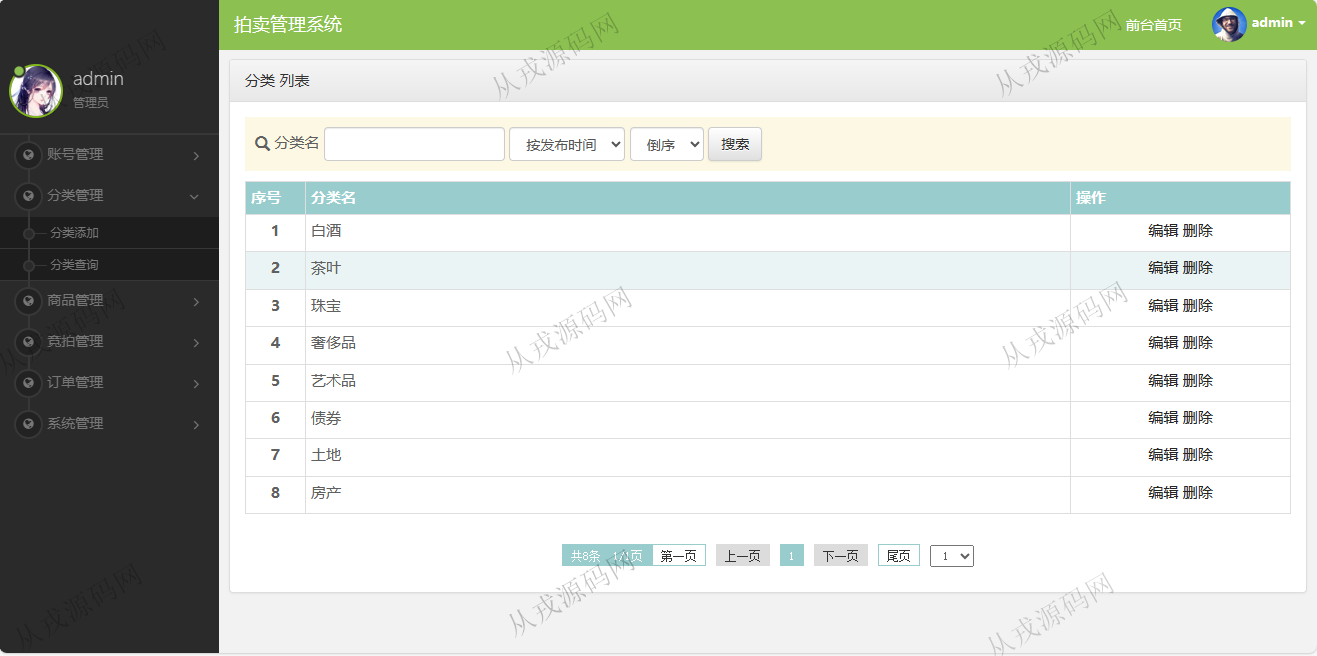 拍卖管理系统
前台首页
admin
admin
管理员
账号管理
分类管理
分类添加
分类查询
商品管理
竞拍管理
订单管理
系统管理
分类 列表
分类名 按发布时间 倒序 搜索
序号 分类名 操作
1 白酒 编辑 删除
2 茶叶 编辑 删除
3 珠宝 编辑 删除
4 奢侈品 编辑 删除
5 艺术品 编辑 删除
6 债券 编辑 删除
7 土地 编辑 删除
8 房产 编辑 删除
共8条 1/1页 第一页 上一页 1 下一页 尾页 1
从戎源码网
从戎源码网
从戎源码网
从戎源码网
从戎源码网
从戎源码网
从戎源码网
从戎源码网
从戎源码网